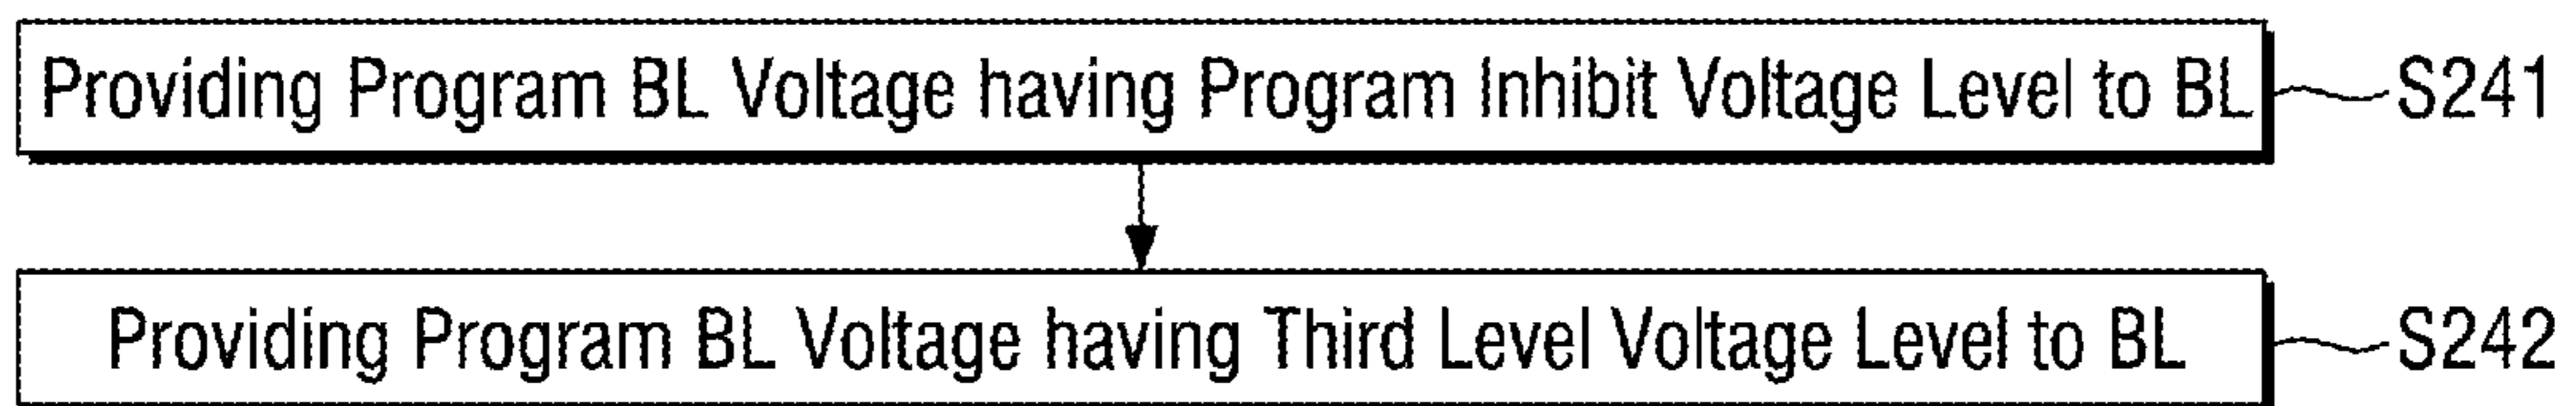 Providing Program BL Voltage having Program Inhibit Voltage Level to BL S241
Providing Program BL Voltage having Third Level Voltage Level to BL S242